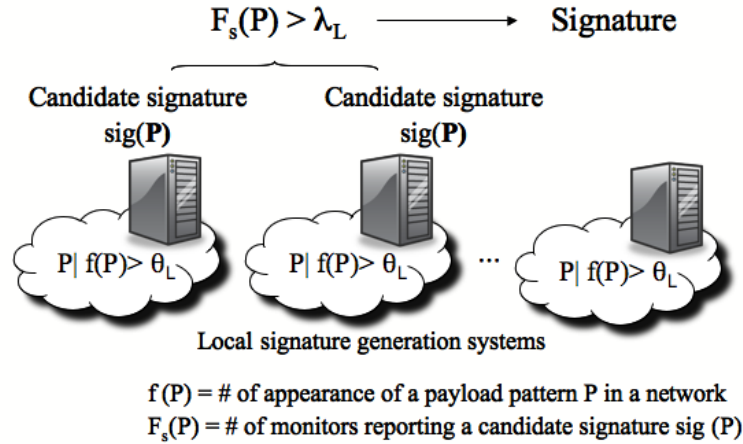 Fs(P) > λL Signature
Candidate signature Candidate signature
sig(P) sig(P)
P| f(P)> θL P| f(P)> θL ... P| f(P)> θL
Local signature generation systems
f (P) = # of appearance of a payload pattern P in a network
Fs(P) = # of monitors reporting a candidate signature sig (P)